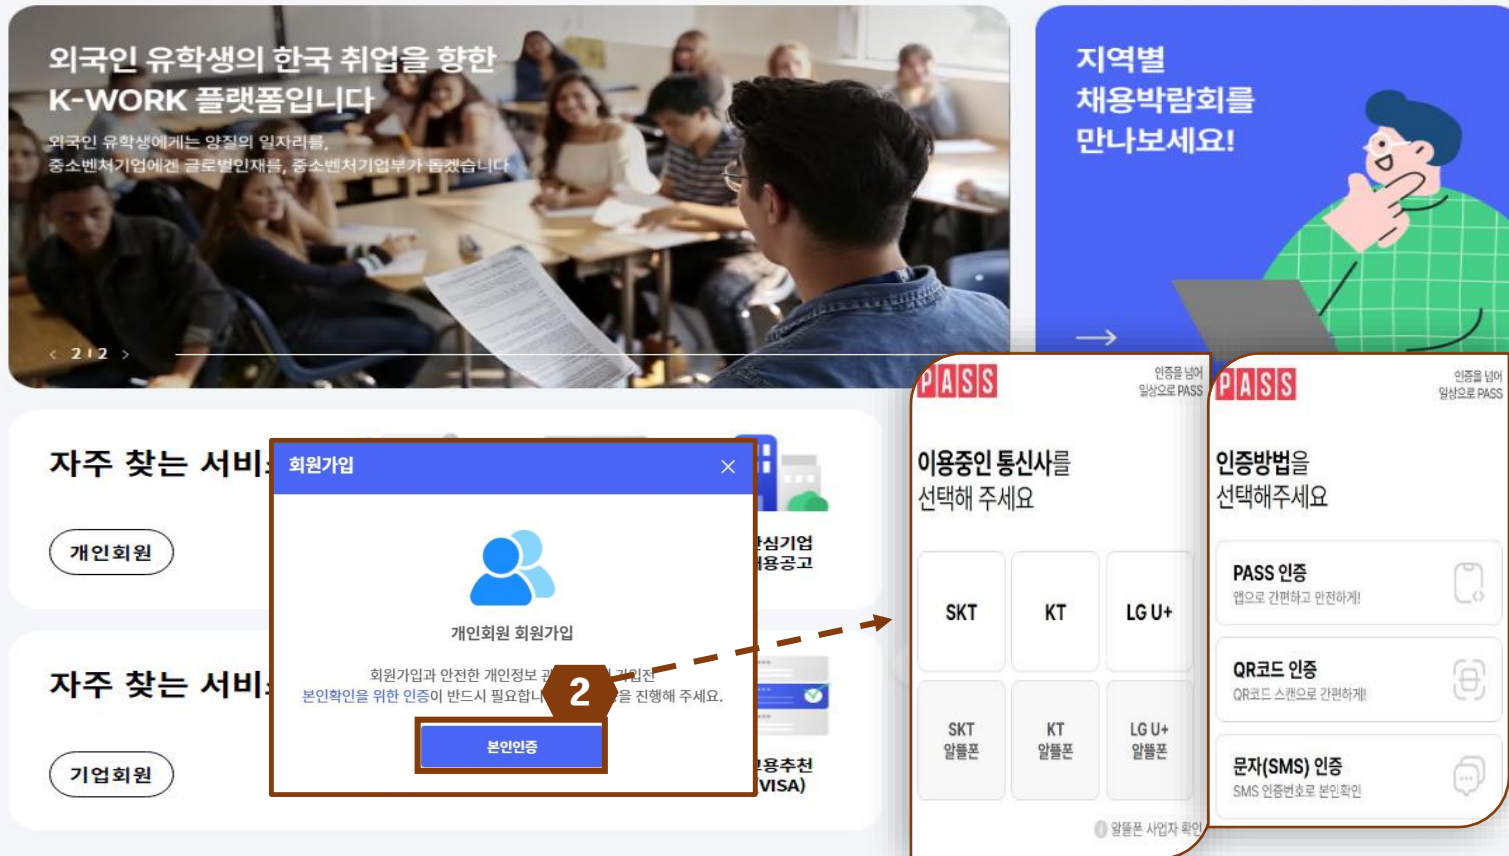 외국인 유학생의 한국 취업을 향한
K-WORK 플랫폼입니다
외국인 유학생에게는 양질의 일자리를,
중소벤처기업에겐 글로벌인재를, 중소벤처기업부가 돕겠습니다
< 2 | 2 >
지역별
채용박람회를
만나보세요!
자주 찾는 서비
개인회원
심기업
용공고
자주 찾는 서비
기업회원
용추천
(VISA)
회원가입
개인회원 회원가입
회원가입과 안전한 개인정보 가입전
본인확인을 위한 인증이 반드시 필요합니 을 진행해 주세요.
2
본인인증
PASS
인증을 넘어
일상으로 PASS
이용중인 통신사를
선택해 주세요
SKT
KT
LG U+
SKT
알뜰폰
KT
알뜰폰
LG U+
알뜰폰
알뜰폰 사업자 확인
PASS
인증을 넘어
일상으로 PASS
인증방법을
선택해주세요
PASS 인증
앱으로 간편하고 안전하게!
QR코드 인증
QR코드 스캔으로 간편하게!
문자(SMS) 인증
SMS 인증번호로 본인확인